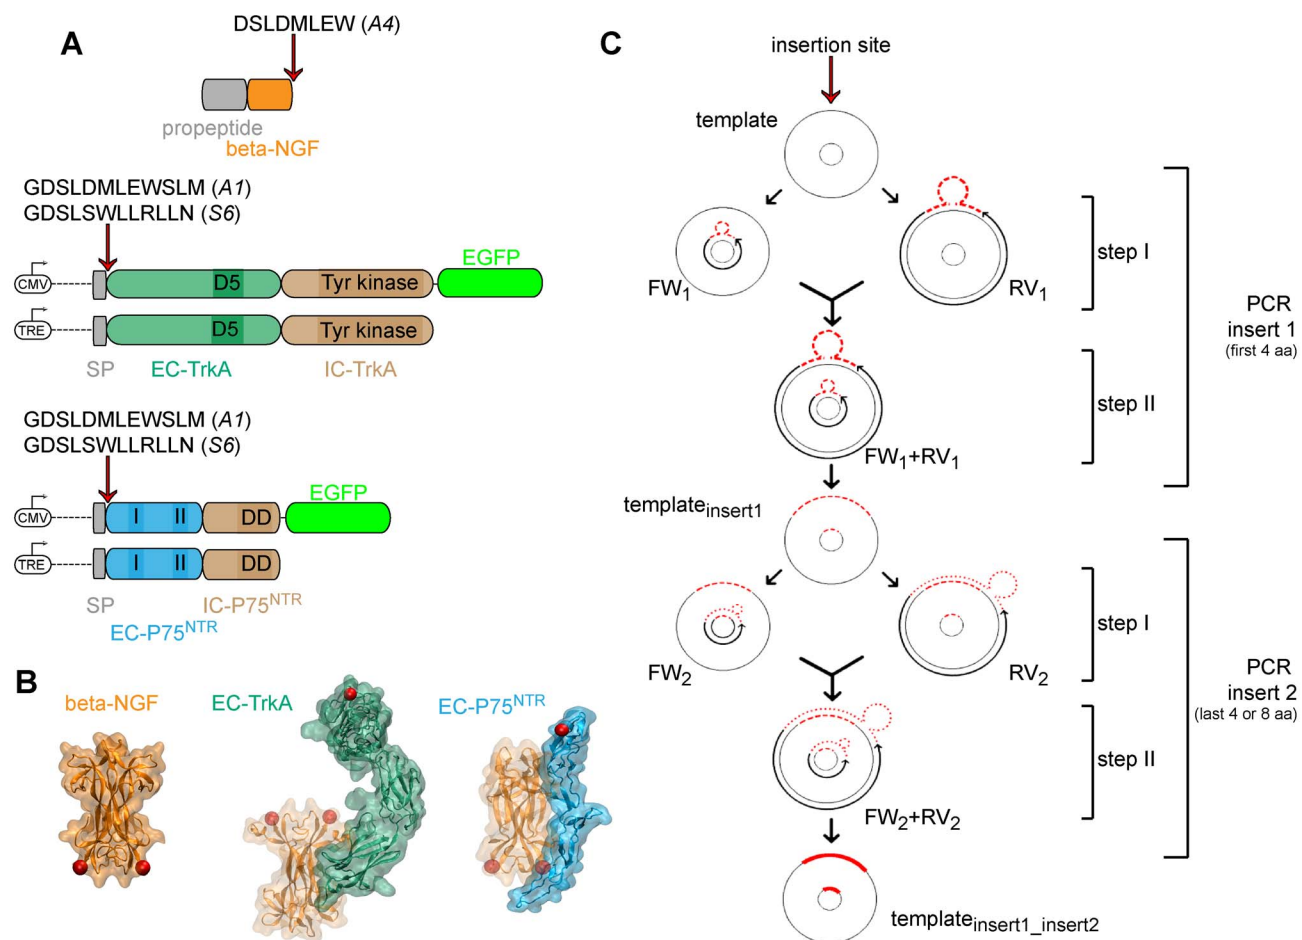 A
DSLDMLEW (A4)
propeptide
beta-NGF
GDSLDMLEWSLM (A1)
GDSLSWLLRLLN (S6)
EGFP
CMV
D5
Tyr kinase
TRE
D5
Tyr kinase
SP
EC-TrkA
IC-TrkA
GDSLDMLEWSLM (A1)
GDSLSWLLRLLN (S6)
EGFP
CMV
I
II
DD
TRE
I
II
DD
SP
IC-P75NTR
EC-P75NTR
B
beta-NGF
EC-TrkA
EC-P75NTR
C
insertion site
template
FW1
RV1
step I
FW1+RV1
step II
PCR
insert 1
(first 4 aa)
templateinsert1
FW2
RV2
step I
FW2+RV2
step II
PCR
insert 2
(last 4 or 8 aa)
templateinsert1_insert2